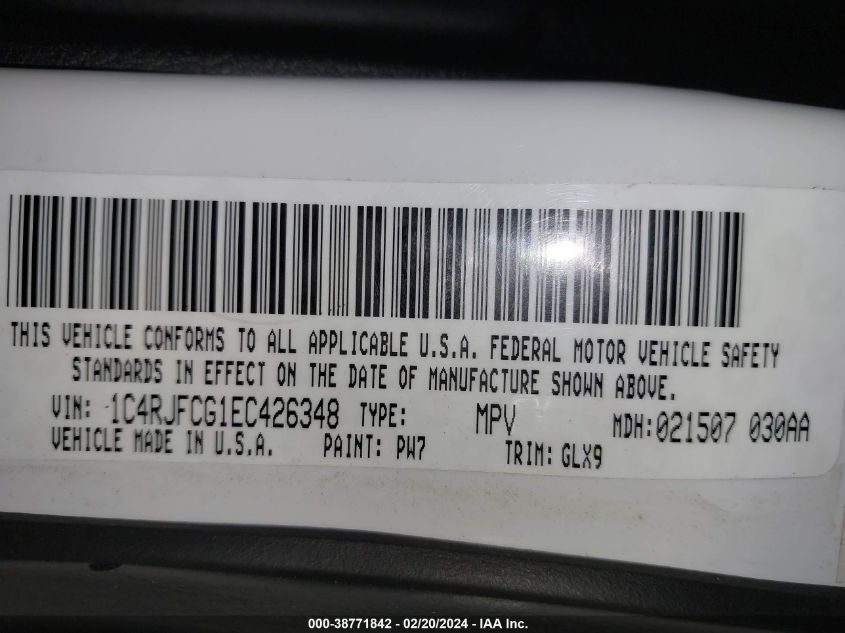 THIS VEHICLE CONFORMS TO ALL APPLICABLE U.S.A. FEDERAL MOTOR VEHICLE SAFETY
STANDARDS IN EFFECT ON THE DATE OF MANUFACTURE SHOWN ABOVE.
VIN: 1C4RJFCG1EC426348 TYPE: MPV MDH:021507 030AA
VEHICLE MADE IN U.S.A. PAINT: PW7 TRIM: GLX9
000-38771842 - 02/20/2024 - IAA Inc.